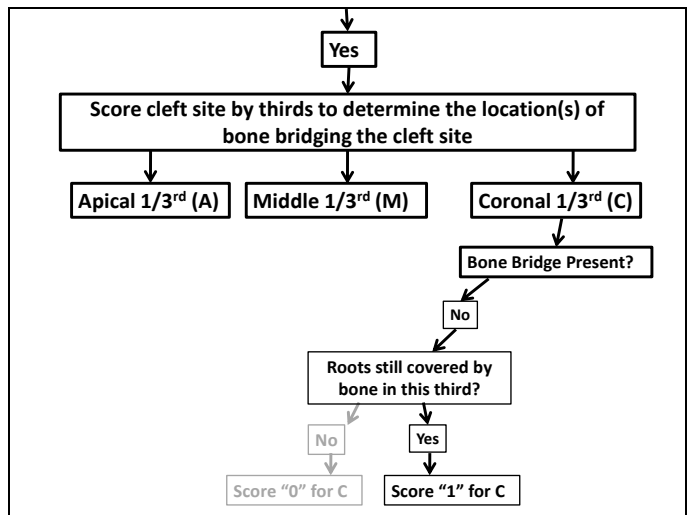 Yes
Score cleft site by thirds to determine the location(s) of
bone bridging the cleft site
Apical 1/3rd (A)
Middle 1/3rd (M)
Coronal 1/3rd (C)
Bone Bridge Present?
No
Roots still covered by
bone in this third?
No
Yes
Score “0” for C
Score “1” for C